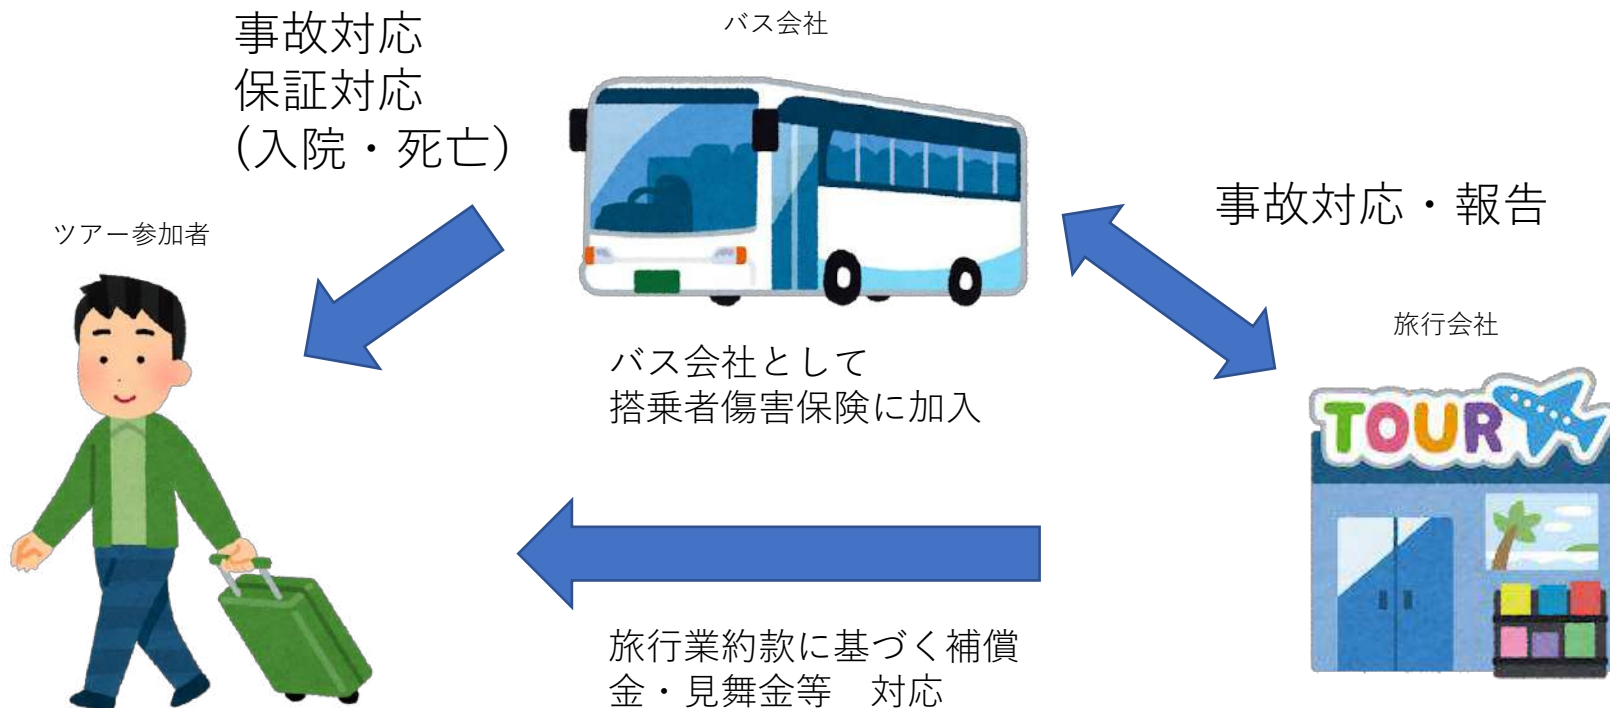 バス会社
事故対応
保証対応
(入院・死亡)
事故対応・報告
ツアー参加者
旅行会社
バス会社として
搭乗者傷害保険に加入
TOUR
旅行業約款に基づく補償
金・見舞金等　対応